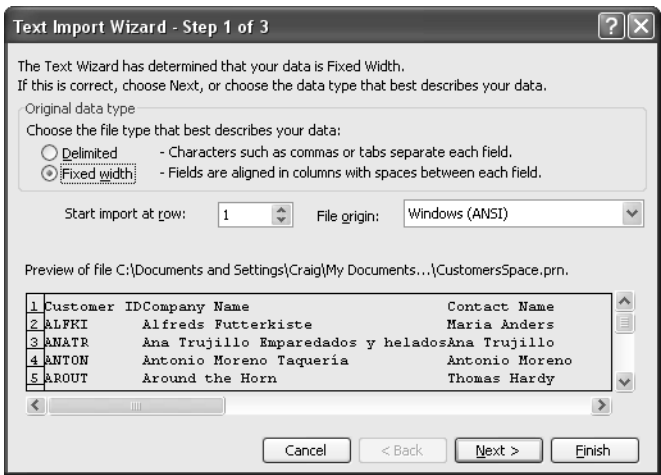 Text Import Wizard - Step 1 of 3
The Text Wizard has determined that your data is Fixed Width.
If this is correct, choose Next, or choose the data type that best describes your data.
Original data type
Choose the file type that best describes your data:
Delimited - Characters such as commas or tabs separate each field.
Fixed width - Fields are aligned in columns with spaces between each field.
Start import at row: 1 File origin: Windows (ANSI)
Preview of file C:\Documents and Settings\Craig\My Documents...\CustomersSpace.prn.
1 Customer IDCompany Name Contact Name
2 ALFKI Alfreds Futterkiste Maria Anders
3 ANATR Ana Trujillo Emparedados y heladosAna Trujillo
4 ANTON Antonio Moreno Taquería Antonio Moreno
5 AROUT Around the Horn Thomas Hardy
Cancel < Back Next > Finish